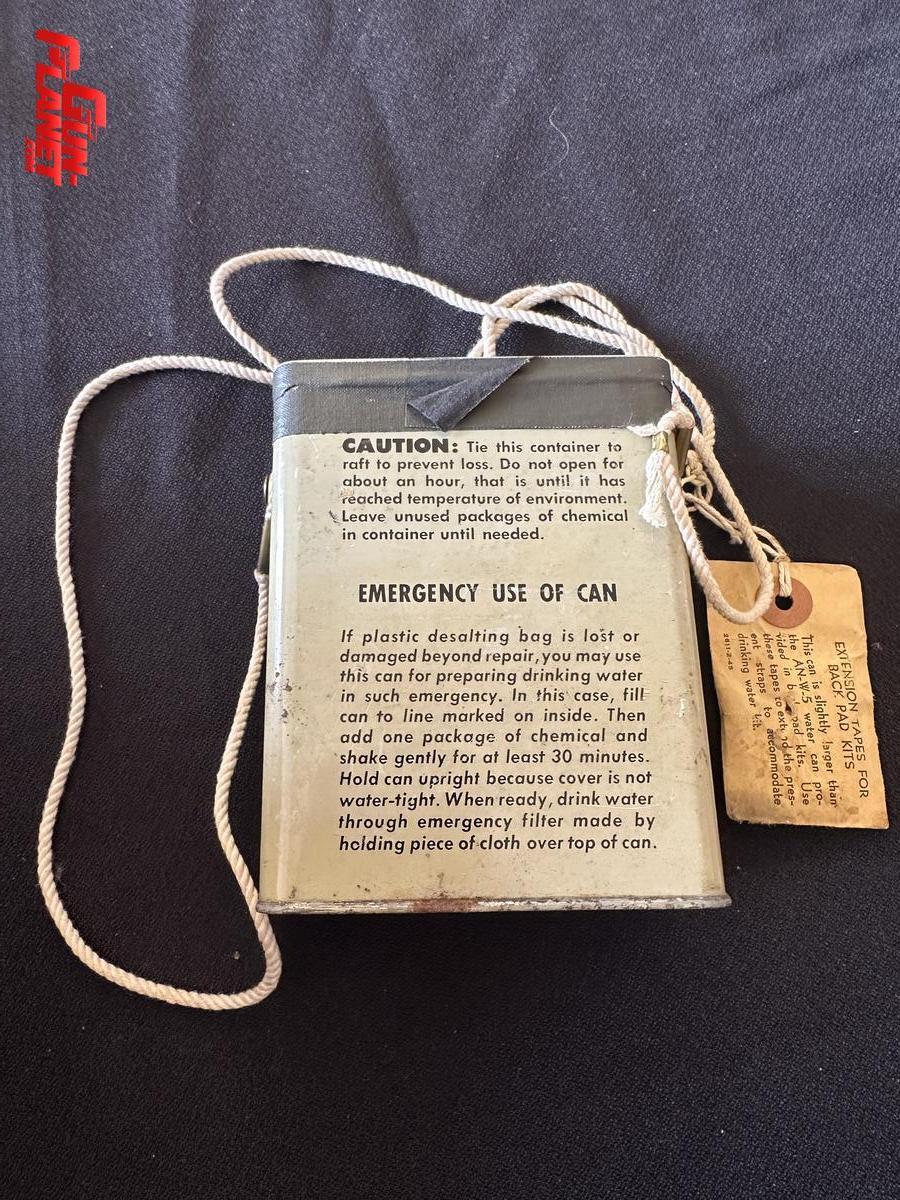 GUN
PLANET
.com
CAUTION: Tie this container to
raft to prevent loss. Do not open for
about an hour, that is until it has
reached temperature of environment.
Leave unused packages of chemical
in container until needed.
EMERGENCY USE OF CAN
If plastic desalting bag is lost or
damaged beyond repair, you may use
this can for preparing drinking water
in such emergency. In this case, fill
can to line marked on inside. Then
add one package of chemical and
shake gently for at least 30 minutes.
Hold can upright because cover is not
water-tight. When ready, drink water
through emergency filter made by
holding piece of cloth over top of can.
EXTENSION TAPES FOR
BACK PAD KITS
This can is slightly larger than
the AN-W-5 water can pro-
vided in pad kits. Use
these tapes to extend the pres-
ent straps to accommodate
drinking water kit.